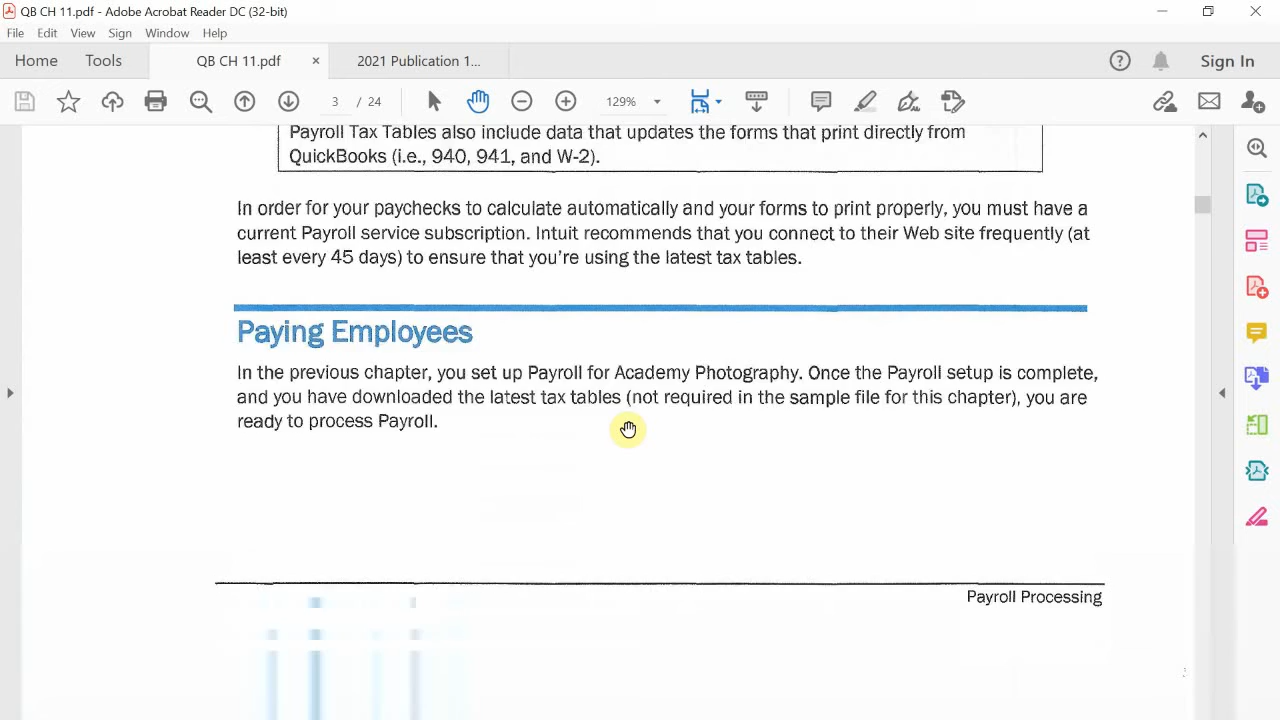 QB CH 11.pdf - Adobe Acrobat Reader DC (32-bit)
File Edit View Sign Window Help
Home Tools QB CH 11.pdf × 2021 Publication 1... Sign In
3 / 24 129%
Payroll Tax Tables also include data that updates the forms that print directly from
QuickBooks (i.e., 940, 941, and W-2).
In order for your paychecks to calculate automatically and your forms to print properly, you must have a
current Payroll service subscription. Intuit recommends that you connect to their Web site frequently (at
least every 45 days) to ensure that you're using the latest tax tables.
Paying Employees
In the previous chapter, you set up Payroll for Academy Photography. Once the Payroll setup is complete,
and you have downloaded the latest tax tables (not required in the sample file for this chapter), you are
ready to process Payroll.
Payroll Processing